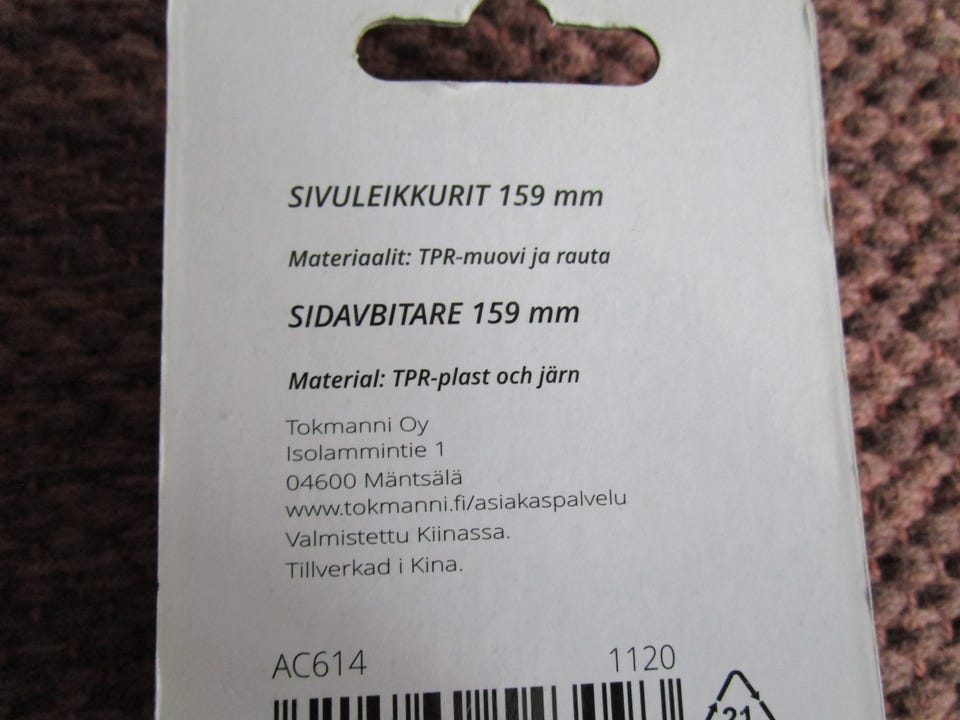 SIVULEIKKURIT 159 mm
Materiaalit: TPR-muovi ja rauta
SIDAVBITARE 159 mm
Material: TPR-plast och järn
Tokmanni Oy
Isolammintie 1
04600 Mäntsälä
www.tokmanni.fi/asiakaspalvelu
Valmistettu Kiinassa.
Tillverkad i Kina.
AC614 1120
21